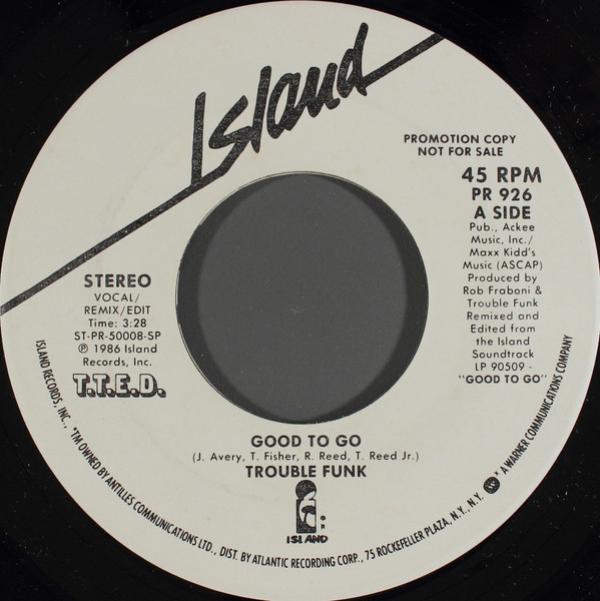 Island
PROMOTION COPY
NOT FOR SALE
45 RPM
PR 926
A SIDE
Pub., Ackee
Music, Inc./
Maxx Kidd's
Music (ASCAP)
Produced by
Rob Fraboni &
Trouble Funk
Remixed and
Edited from
the Island
Soundtrack
LP 90509 -
"GOOD TO GO"
STEREO
VOCAL/
REMIX/EDIT
Time: 3:28
ST-PR-50008-SP
℗ 1986 Island
Records, Inc.
T.T.E.D.
GOOD TO GO
(J. Avery, T. Fisher, R. Reed, T. Reed Jr.)
TROUBLE FUNK
ISLAND
ISLAND RECORDS, INC., *TM OWNED BY ANTILLES COMMUNICATIONS LTD., DIST. BY ATLANTIC RECORDING CORP., 75 ROCKEFELLER PLAZA, N.Y., N.Y. * A WARNER COMMUNICATIONS COMPANY